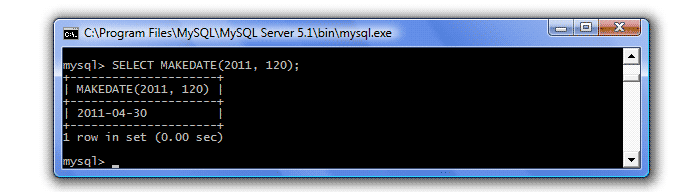 C:\Program Files\MySQL\MySQL Server 5.1\bin\mysql.exe
mysql> SELECT MAKEDATE(2011, 120);
+----------------------+
| MAKEDATE(2011, 120) |
+----------------------+
| 2011-04-30          |
+----------------------+
1 row in set (0.00 sec)
mysql> _